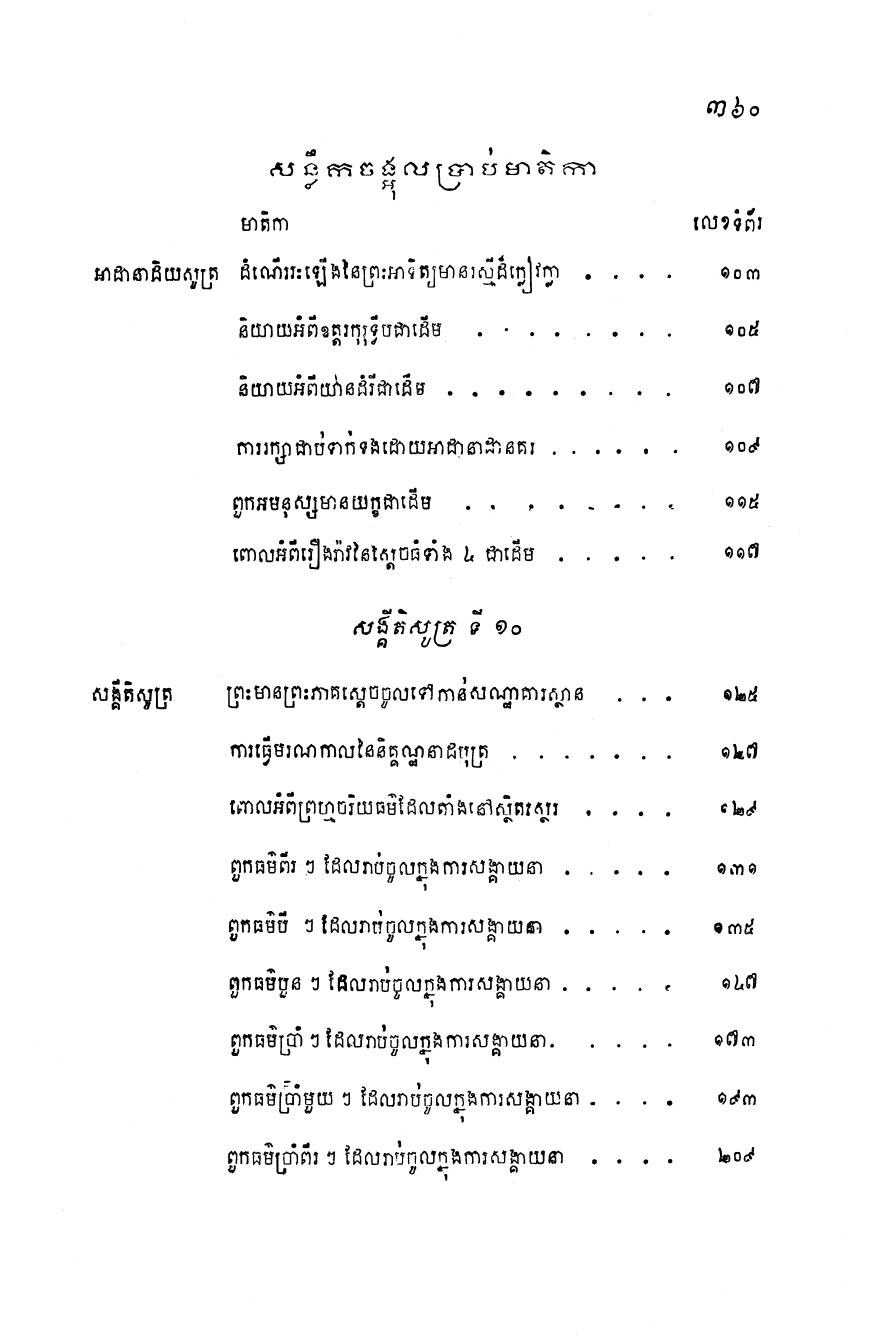 ៣៦០
សន្លឹកចង្អុលប្រាប់មាតិកា
មាតិកា លេខទំព័រ
អាដានាដិយសូត្រ ដំណើររះឡើងនៃព្រះអាទិត្យមានរស្មីដ៏ក្លៀវក្លា . . . . ១០៣
និយាយអំពីឧត្តរកុរុទ្វីបជាដើម . . . . . . . . ១០៥
និយាយអំពីយ៉ានដំរីជាដើម . . . . . . . . . ១០៧
ការរក្សាជាប់ទាក់ទងដោយអាដានាដានគរ . . . . . . ១០៩
ពួកអមនុស្សមានយក្ខជាដើម . . . . . . . . ១១៥
ពោលអំពីរឿងរ៉ាវនៃស្តេចធំទាំង ៤ ជាដើម . . . . . ១១៧
សង្គីតិសូត្រ ទី ១០
សង្គីតិសូត្រ ព្រះមានព្រះភាគស្តេចចូលទៅកាន់សណ្ឋាគារស្ថាន . . . ១២៥
ការធ្វើមរណកាលនៃនិគ្គណ្ឋនាដបុត្រ . . . . . . . ១២៧
ពោលអំពីព្រហ្មចរិយធម៌ដែលតាំងនៅស្ថិតរស្ថរ . . . . ១២៩
ពួកធម៌ពីរ ៗ ដែលរាប់ចូលក្នុងការសង្គាយនា . . . . . ១៣១
ពួកធម៌បី ៗ ដែលរាប់ចូលក្នុងការសង្គាយនា . . . . . ១៣៥
ពួកធម៌បួន ៗ ដែលរាប់ចូលក្នុងការសង្គាយនា . . . . . ១៤៧
ពួកធម៌ប្រាំ ៗ ដែលរាប់ចូលក្នុងការសង្គាយនា. . . . . ១៧៣
ពួកធម៌ប្រាំមួយ ៗ ដែលរាប់ចូលក្នុងការសង្គាយនា . . . . ១៩៣
ពួកធម៌ប្រាំពីរ ៗ ដែលរាប់ចូលក្នុងការសង្គាយនា . . . . ២០៩